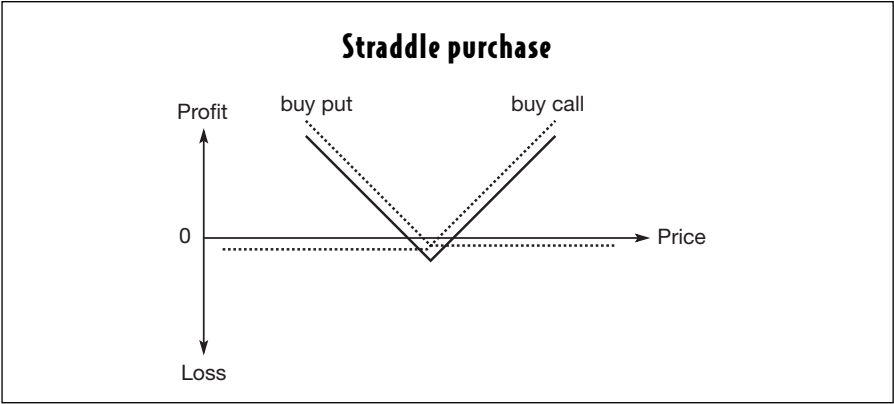 Straddle purchase
Profit
buy put
buy call
0
Price
Loss